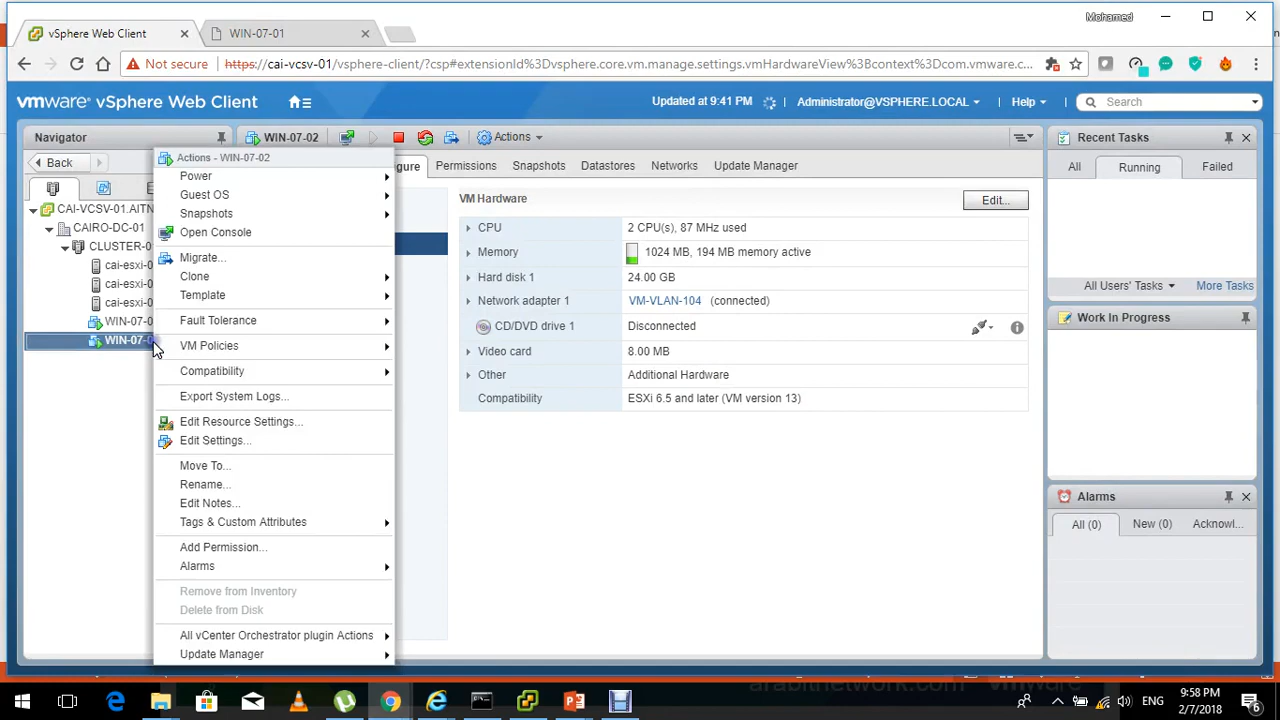 Mohamed
vSphere Web Client
WIN-07-01
Not secure https://cai-vcsv-01/vsphere-client/?csp#extensionId%3Dvsphere.core.vm.manage.settings.vmHardwareView%3Bcontext%3Dcom.vmware.c...
vmware® vSphere Web Client
Updated at 9:41 PM
Administrator@VSPHERE.LOCAL
Help
Search
Navigator
WIN-07-02
Actions
Recent Tasks
Back
Actions - WIN-07-02
gure
Permissions
Snapshots
Datastores
Networks
Update Manager
All
Running
Failed
CAI-VCSV-01.AITN
CAIRO-DC-01
CLUSTER-0
cai-esxi-0
cai-esxi-0
cai-esxi-0
WIN-07-0
WIN-07-0
Power
Guest OS
Snapshots
Open Console
Migrate...
Clone
Template
Fault Tolerance
VM Policies
Compatibility
Export System Logs...
Edit Resource Settings...
Edit Settings...
Move To...
Rename...
Edit Notes...
Tags & Custom Attributes
Add Permission...
Alarms
Remove from Inventory
Delete from Disk
All vCenter Orchestrator plugin Actions
Update Manager
VM Hardware
Edit...
CPU 2 CPU(s), 87 MHz used
Memory 1024 MB, 194 MB memory active
Hard disk 1 24.00 GB
Network adapter 1 VM-VLAN-104 (connected)
CD/DVD drive 1 Disconnected
Video card 8.00 MB
Other Additional Hardware
Compatibility ESXi 6.5 and later (VM version 13)
All Users' Tasks
More Tasks
Work In Progress
Alarms
All (0)
New (0)
Acknowl...
arabitnetwork.com
vmware
ENG
9:58 PM
2/7/2018
6